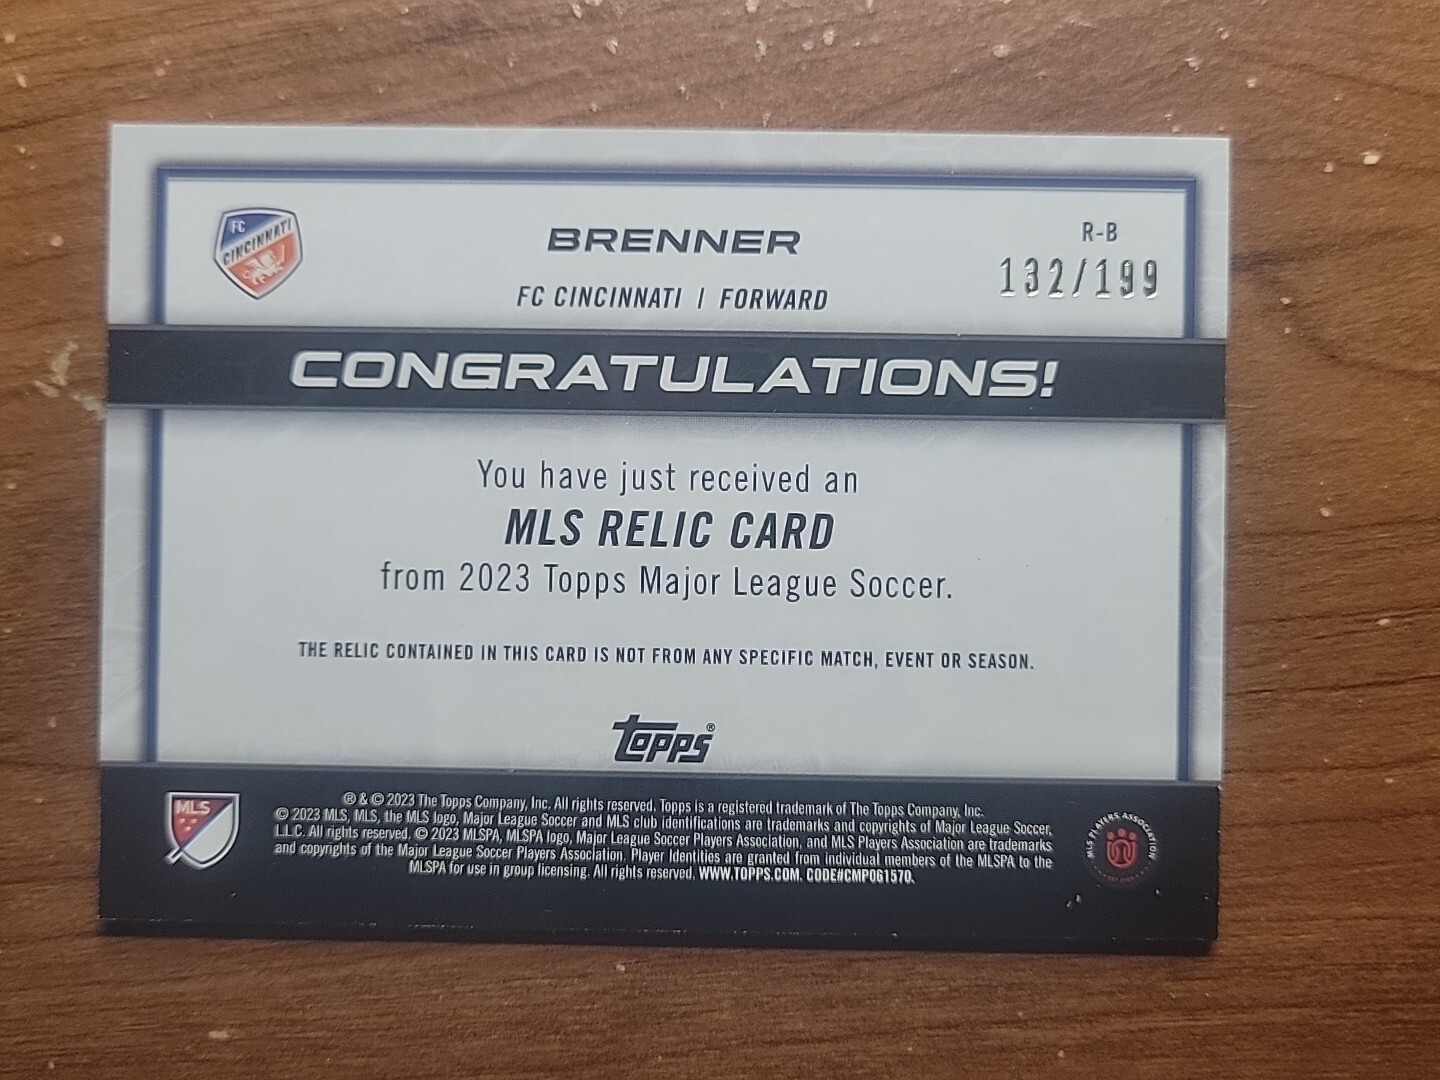 FC
CINCINNATI
BRENNER
R-B
132/199
FC CINCINNATI | FORWARD
CONGRATULATIONS!
You have just received an
MLS RELIC CARD
from 2023 Topps Major League Soccer.
THE RELIC CONTAINED IN THIS CARD IS NOT FROM ANY SPECIFIC MATCH, EVENT OR SEASON.
topps®
MLS
® & © 2023 The Topps Company, Inc. All rights reserved. Topps is a registered trademark of The Topps Company, Inc.
© 2023 MLS, MLS, the MLS logo, Major League Soccer and MLS club identifications are trademarks and copyrights of Major League Soccer,
L.L.C. All rights reserved. © 2023 MLSPA, MLSPA logo, Major League Soccer Players Association, and MLS Players Association are trademarks
and copyrights of the Major League Soccer Players Association. Player Identities are granted from individual members of the MLSPA to the
MLSPA for use in group licensing. All rights reserved. WWW.TOPPS.COM. CODE#CMP061570.
MLS PLAYERS ASSOCIATION